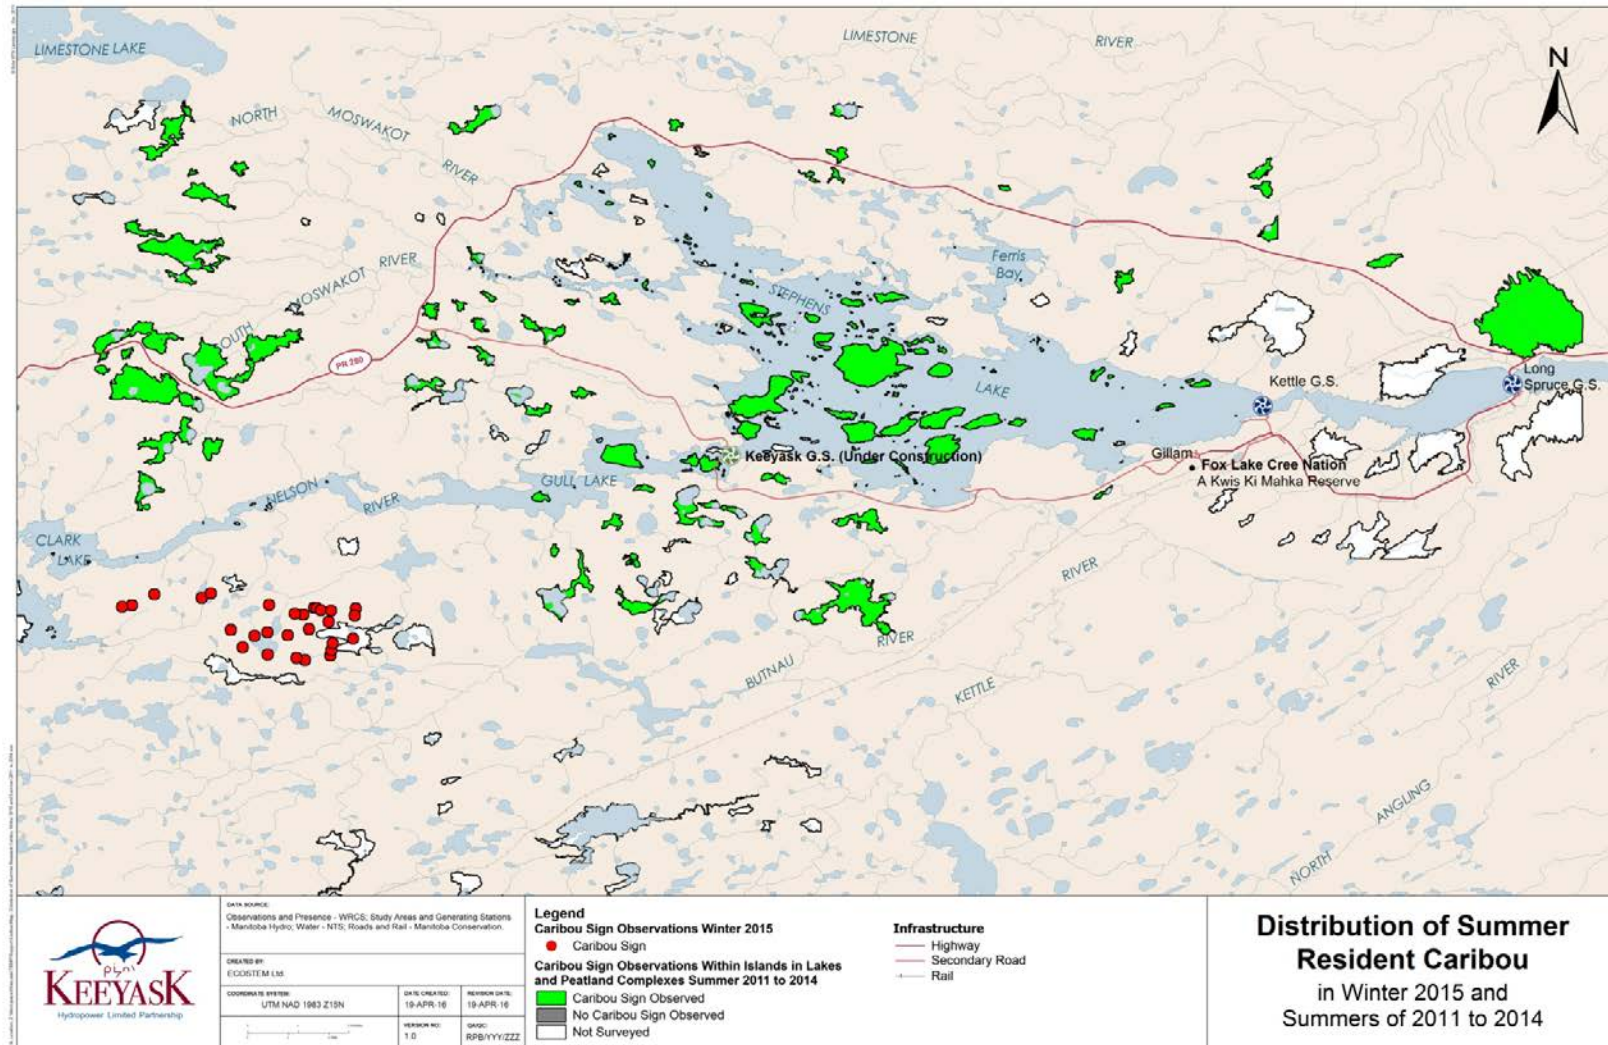 LIMESTONE LAKE
LIMESTONE
RIVER
N
NORTH
MOSWAKOT
RIVER
Ferris
Bay
SOUTH
MOSWAKOT
RIVER
STEPHENS
LAKE
PR 280
Long
Spruce G.S.
Kettle G.S.
Keeyask G.S. (Under Construction)
Gillam
Fox Lake Cree Nation
A Kwis Ki Mahka Reserve
GULL LAKE
NELSON
RIVER
CLARK
LAKE
RIVER
RIVER
BUTNAU
KETTLE
RIVER
ANGLING
NORTH
KEEYASK
Hydropower Limited Partnership
DATA SOURCE:
Observations and Presence - WRCS; Study Areas and Generating Stations
- Manitoba Hydro; Water - NTS; Roads and Rail - Manitoba Conservation.
CREATED BY:
ECOSTEM Ltd.
COORDINATE SYSTEM:
UTM NAD 1983 Z15N
DATE CREATED:
19-APR-16
REVISION DATE:
19-APR-16
VERSION NO:
1.0
QA/QC:
RPB/YYY/ZZZ
Legend
Caribou Sign Observations Winter 2015
Caribou Sign
Caribou Sign Observations Within Islands in Lakes
and Peatland Complexes Summer 2011 to 2014
Caribou Sign Observed
No Caribou Sign Observed
Not Surveyed
Infrastructure
Highway
Secondary Road
Rail
Distribution of Summer
Resident Caribou
in Winter 2015 and
Summers of 2011 to 2014